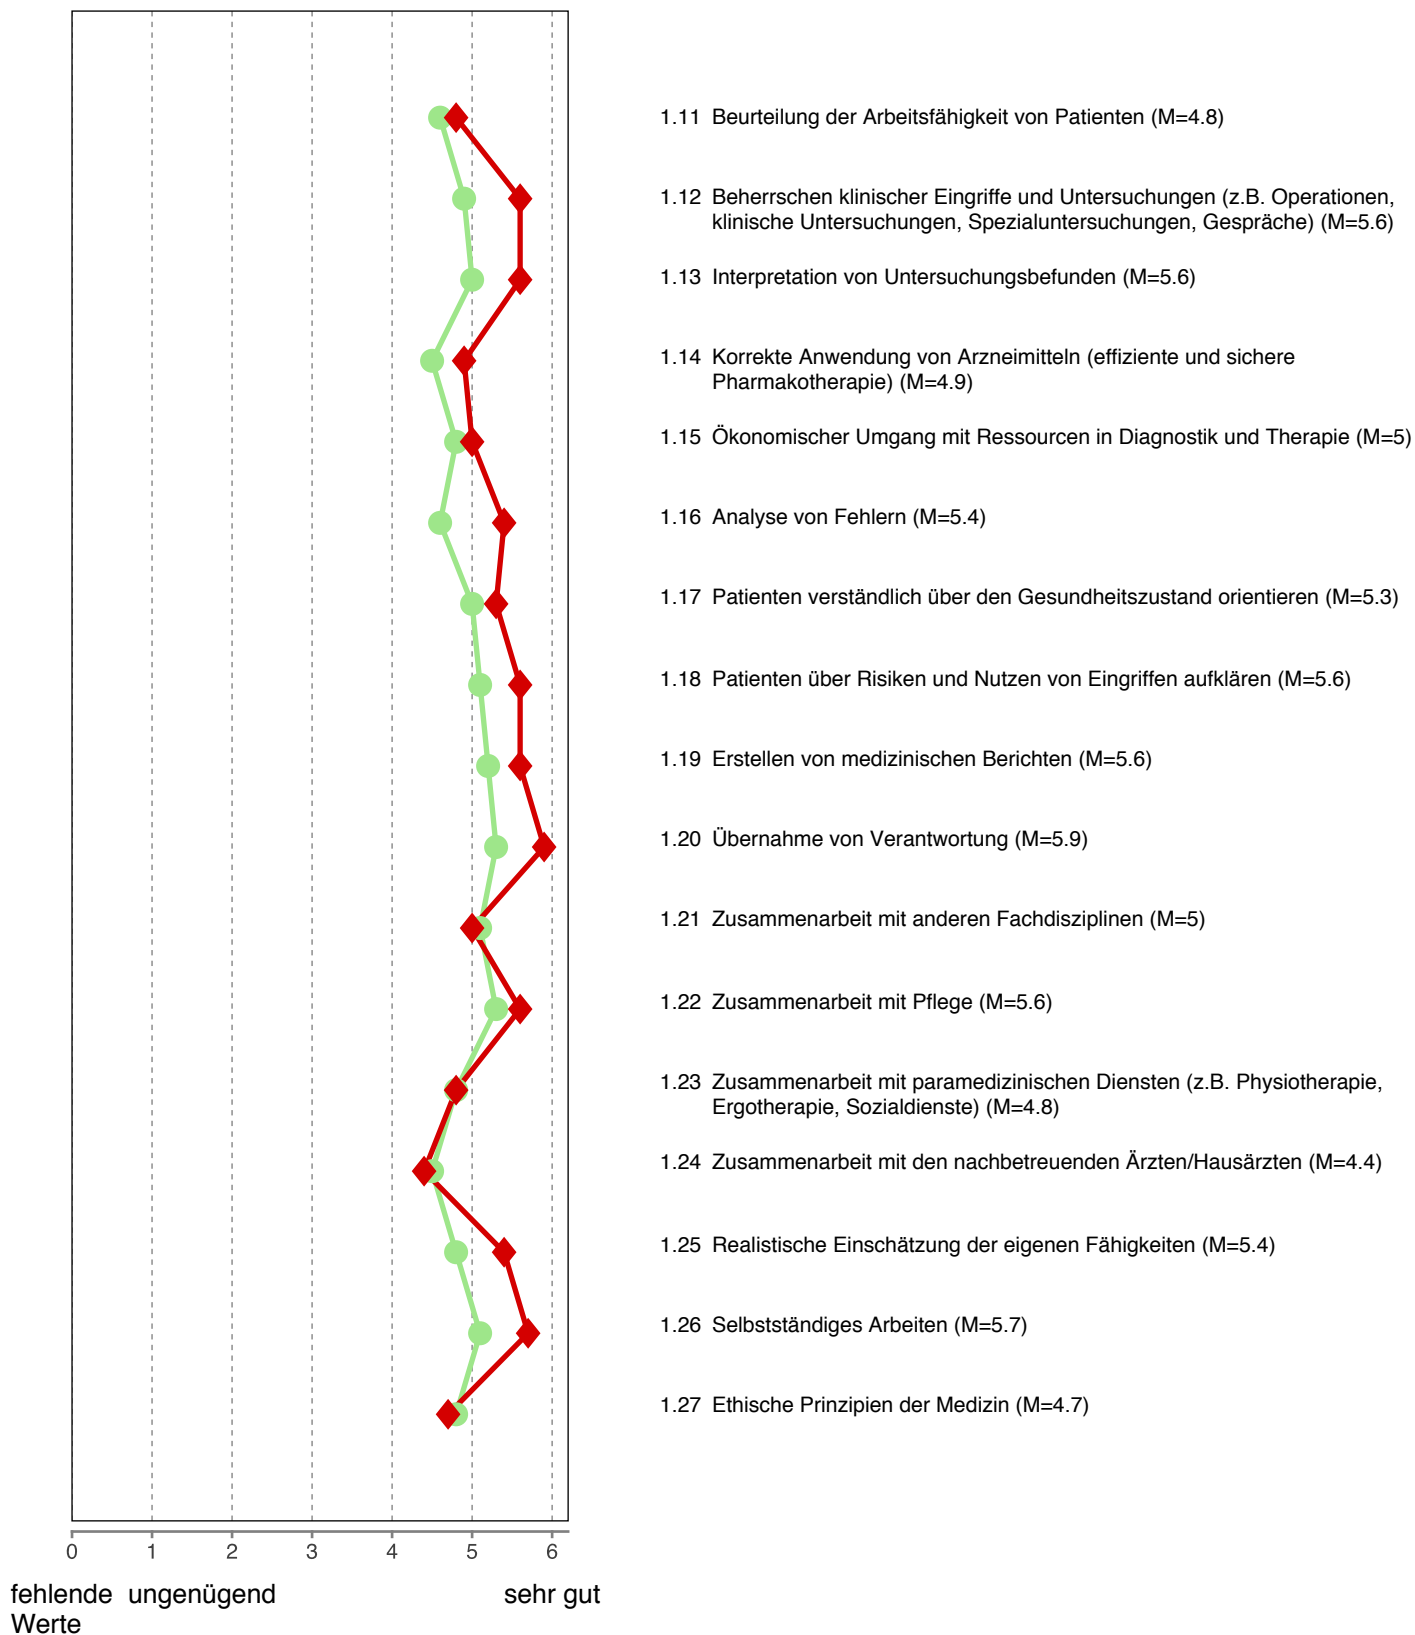 1.11 Beurteilung der Arbeitsfähigkeit von Patienten (M=4.8)
1.12 Beherrschen klinischer Eingriffe und Untersuchungen (z.B. Operationen,
klinische Untersuchungen, Spezialuntersuchungen, Gespräche) (M=5.6)
1.13 Interpretation von Untersuchungsbefunden (M=5.6)
1.14 Korrekte Anwendung von Arzneimitteln (effiziente und sichere
Pharmakotherapie) (M=4.9)
1.15 Ökonomischer Umgang mit Ressourcen in Diagnostik und Therapie (M=5)
1.16 Analyse von Fehlern (M=5.4)
1.17 Patienten verständlich über den Gesundheitszustand orientieren (M=5.3)
1.18 Patienten über Risiken und Nutzen von Eingriffen aufklären (M=5.6)
1.19 Erstellen von medizinischen Berichten (M=5.6)
1.20 Übernahme von Verantwortung (M=5.9)
1.21 Zusammenarbeit mit anderen Fachdisziplinen (M=5)
1.22 Zusammenarbeit mit Pflege (M=5.6)
1.23 Zusammenarbeit mit paramedizinischen Diensten (z.B. Physiotherapie,
Ergotherapie, Sozialdienste) (M=4.8)
1.24 Zusammenarbeit mit den nachbetreuenden Ärzten/Hausärzten (M=4.4)
1.25 Realistische Einschätzung der eigenen Fähigkeiten (M=5.4)
1.26 Selbstständiges Arbeiten (M=5.7)
1.27 Ethische Prinzipien der Medizin (M=4.7)
0 1 2 3 4 5 6
fehlende ungenügend sehr gut
Werte